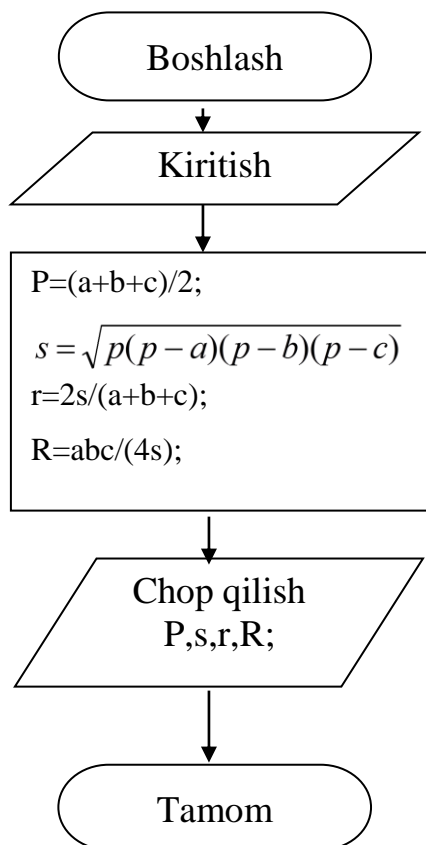 Boshlash
Kiritish
P=(a+b+c)/2;
s = √p(p − a)(p − b)(p − c)
r=2s/(a+b+c);
R=abc/(4s);
Chop qilish
P,s,r,R;
Tamom